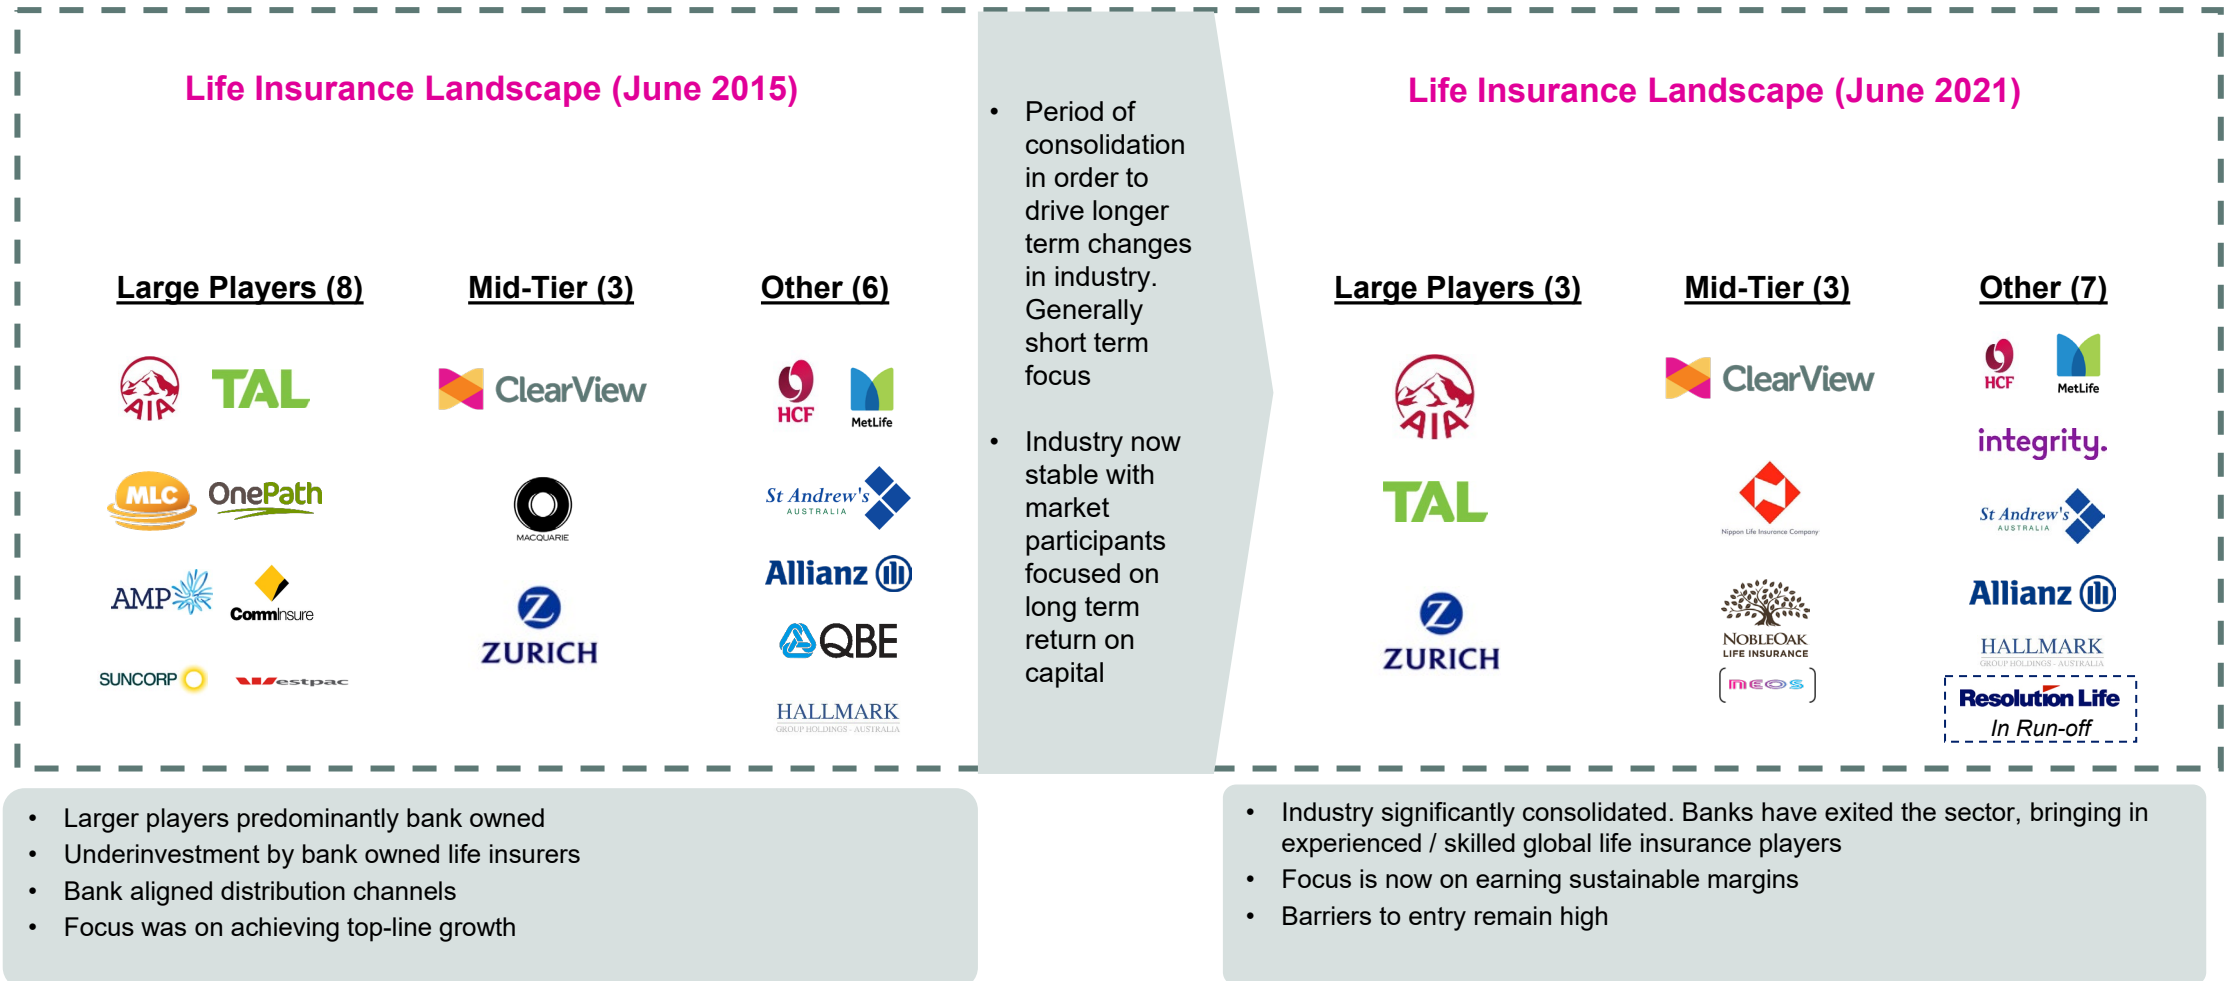 Life Insurance Landscape (June 2015)
Large Players (8)
Mid-Tier (3)
Other (6)
AIA
TAL
MLC
OnePath
AMP
CommInsure
SUNCORP
Westpac
ClearView
MACQUARIE
ZURICH
HCF
MetLife
St Andrew's
AUSTRALIA
Allianz
QBE
HALLMARK
GROUP HOLDINGS - AUSTRALIA
• Period of
consolidation
in order to
drive longer
term changes
in industry.
Generally
short term
focus
• Industry now
stable with
market
participants
focused on
long term
return on
capital
Life Insurance Landscape (June 2021)
Large Players (3)
Mid-Tier (3)
Other (7)
AIA
TAL
ZURICH
ClearView
Nippon Life Insurance Company
NOBLEOAK
LIFE INSURANCE
neos
HCF
MetLife
integrity.
St Andrew's
AUSTRALIA
Allianz
HALLMARK
GROUP HOLDINGS - AUSTRALIA
Resolution Life
In Run-off
• Larger players predominantly bank owned
• Underinvestment by bank owned life insurers
• Bank aligned distribution channels
• Focus was on achieving top-line growth
• Industry significantly consolidated. Banks have exited the sector, bringing in
experienced / skilled global life insurance players
• Focus is now on earning sustainable margins
• Barriers to entry remain high